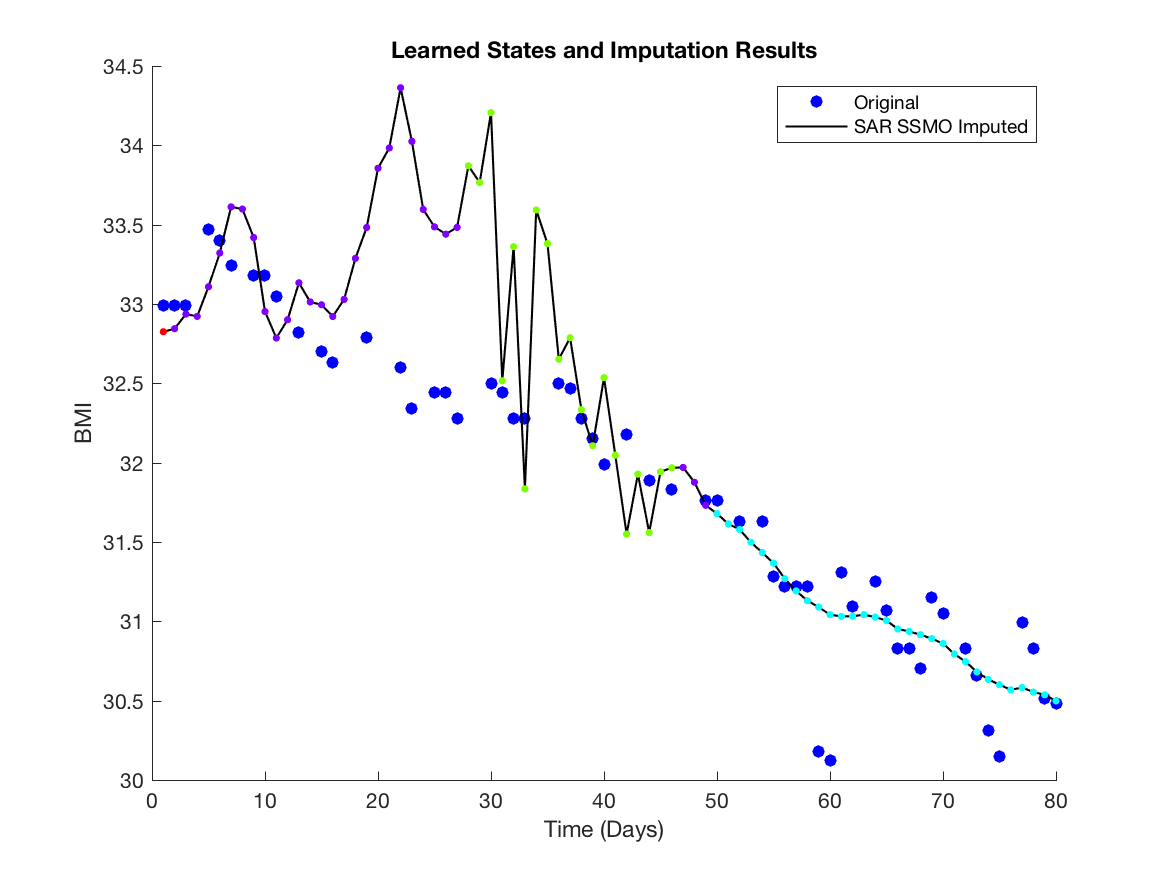 Learned States and Imputation Results
34.5
34
33.5
33
32.5
32
31.5
31
30.5
30
BMI
Original
SAR SSMO Imputed
0 10 20 30 40 50 60 70 80
Time (Days)